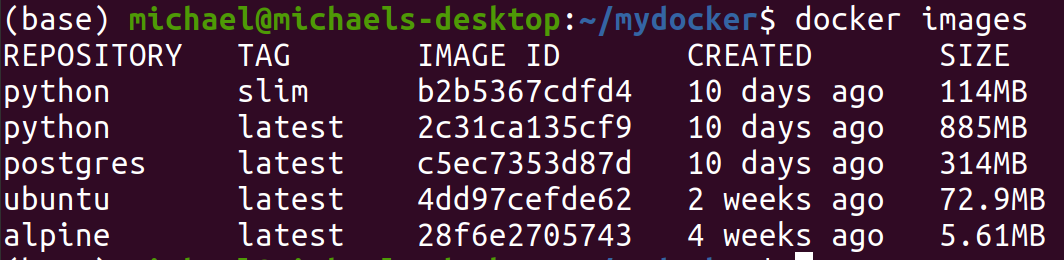 (base) michael@michaels-desktop:~/mydocker$ docker images
REPOSITORY TAG IMAGE ID CREATED SIZE
python slim b2b5367cdfd4 10 days ago 114MB
python latest 2c31ca135cf9 10 days ago 885MB
postgres latest c5ec7353d87d 10 days ago 314MB
ubuntu latest 4dd97cefde62 2 weeks ago 72.9MB
alpine latest 28f6e2705743 4 weeks ago 5.61MB